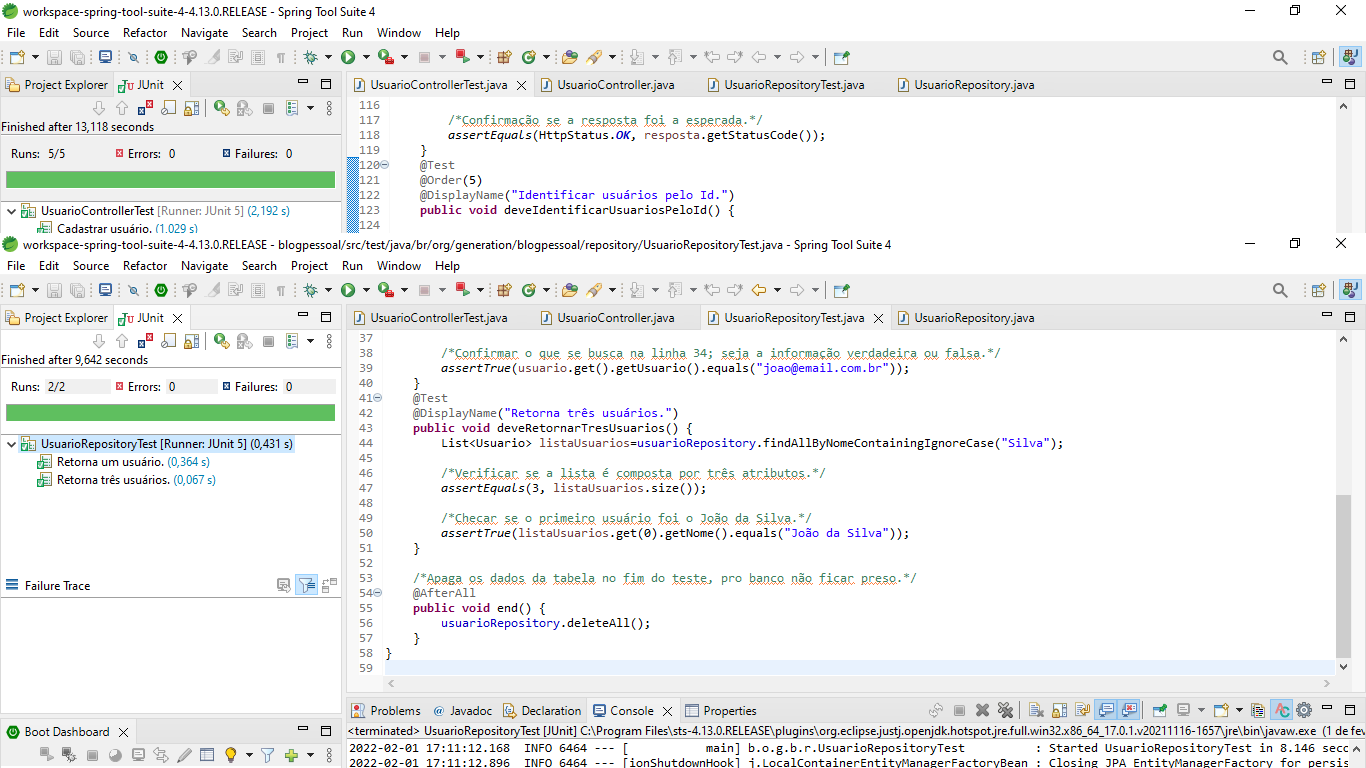 workspace-spring-tool-suite-4-4.13.0.RELEASE - Spring Tool Suite 4
File Edit Source Refactor Navigate Search Project Run Window Help
Project Explorer JUnit
UsuarioControllerTest.java UsuarioController.java UsuarioRepositoryTest.java UsuarioRepository.java
Finished after 13,118 seconds
Runs: 5/5 Errors: 0 Failures: 0
UsuarioControllerTest [Runner: JUnit 5] (2,192 s)
Cadastrar usuário. (1.029 s)
116
117 /*Confirmação se a resposta foi a esperada.*/
118 assertEquals(HttpStatus.OK, resposta.getStatusCode());
119 }
120 @Test
121 @Order(5)
122 @DisplayName("Identificar usuários pelo Id.")
123 public void deveIdentificarUsuariosPeloId() {
124
workspace-spring-tool-suite-4-4.13.0.RELEASE - blogpessoal/src/test/java/br/org/generation/blogpessoal/repository/UsuarioRepositoryTest.java - Spring Tool Suite 4
File Edit Source Refactor Navigate Search Project Run Window Help
Project Explorer JUnit
UsuarioControllerTest.java UsuarioController.java UsuarioRepositoryTest.java UsuarioRepository.java
Finished after 9,642 seconds
Runs: 2/2 Errors: 0 Failures: 0
UsuarioRepositoryTest [Runner: JUnit 5] (0,431 s)
Retorna um usuário. (0,364 s)
Retorna três usuários. (0,067 s)
Failure Trace
37
38 /*Confirmar o que se busca na linha 34; seja a informação verdadeira ou falsa.*/
39 assertTrue(usuario.get().getUsuario().equals("joao@email.com.br"));
40 }
41 @Test
42 @DisplayName("Retorna três usuários.")
43 public void deveRetornarTresUsuarios() {
44 List<Usuario> listaUsuarios=usuarioRepository.findAllByNomeContainingIgnoreCase("Silva");
45
46 /*Verificar se a lista é composta por três atributos.*/
47 assertEquals(3, listaUsuarios.size());
48
49 /*Checar se o primeiro usuário foi o João da Silva.*/
50 assertTrue(listaUsuarios.get(0).getNome().equals("João da Silva"));
51 }
52
53 /*Apaga os dados da tabela no fim do teste, pro banco não ficar preso.*/
54 @AfterAll
55 public void end() {
56 usuarioRepository.deleteAll();
57 }
58 }
59
Boot Dashboard
Problems Javadoc Declaration Console Properties
<terminated> UsuarioRepositoryTest [JUnit] C:\Program Files\sts-4.13.0.RELEASE\plugins\org.eclipse.justj.openjdk.hotspot.jre.full.win32.x86_64_17.0.1.v20211116-1657\jre\bin\javaw.exe (1 de fev
2022-02-01 17:11:12.168 INFO 6464 --- [ main] b.o.g.b.r.UsuarioRepositoryTest : Started UsuarioRepositoryTest in 8.146 secc
2022-02-01 17:11:12.896 INFO 6464 --- [ionShutdownHook] j.LocalContainerEntityManagerFactoryBean : Closing JPA EntityManagerFactory for persis